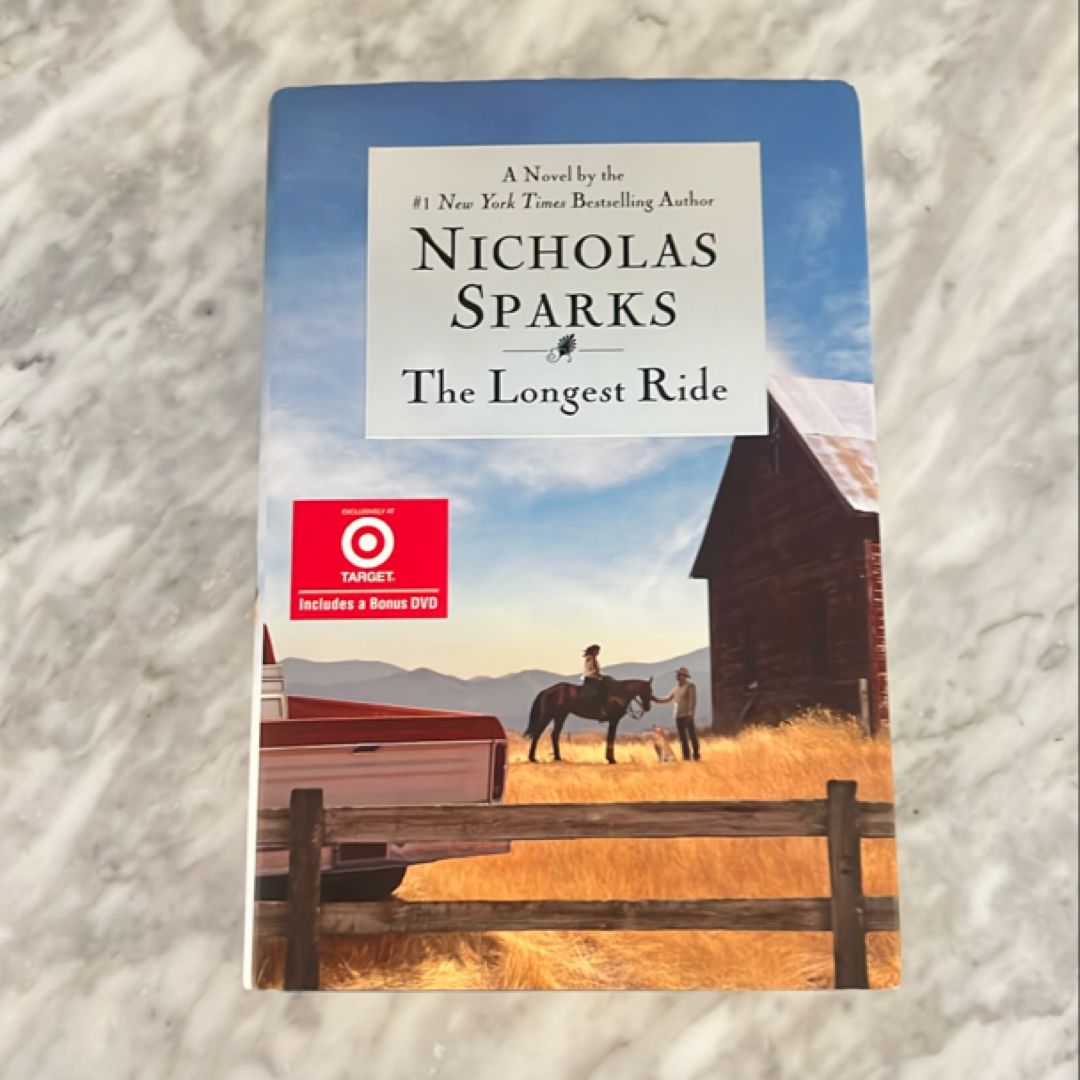 A Novel by the
#1 New York Times Bestselling Author
NICHOLAS
SPARKS
The Longest Ride
EXCLUSIVELY AT
TARGET
Includes a Bonus DVD